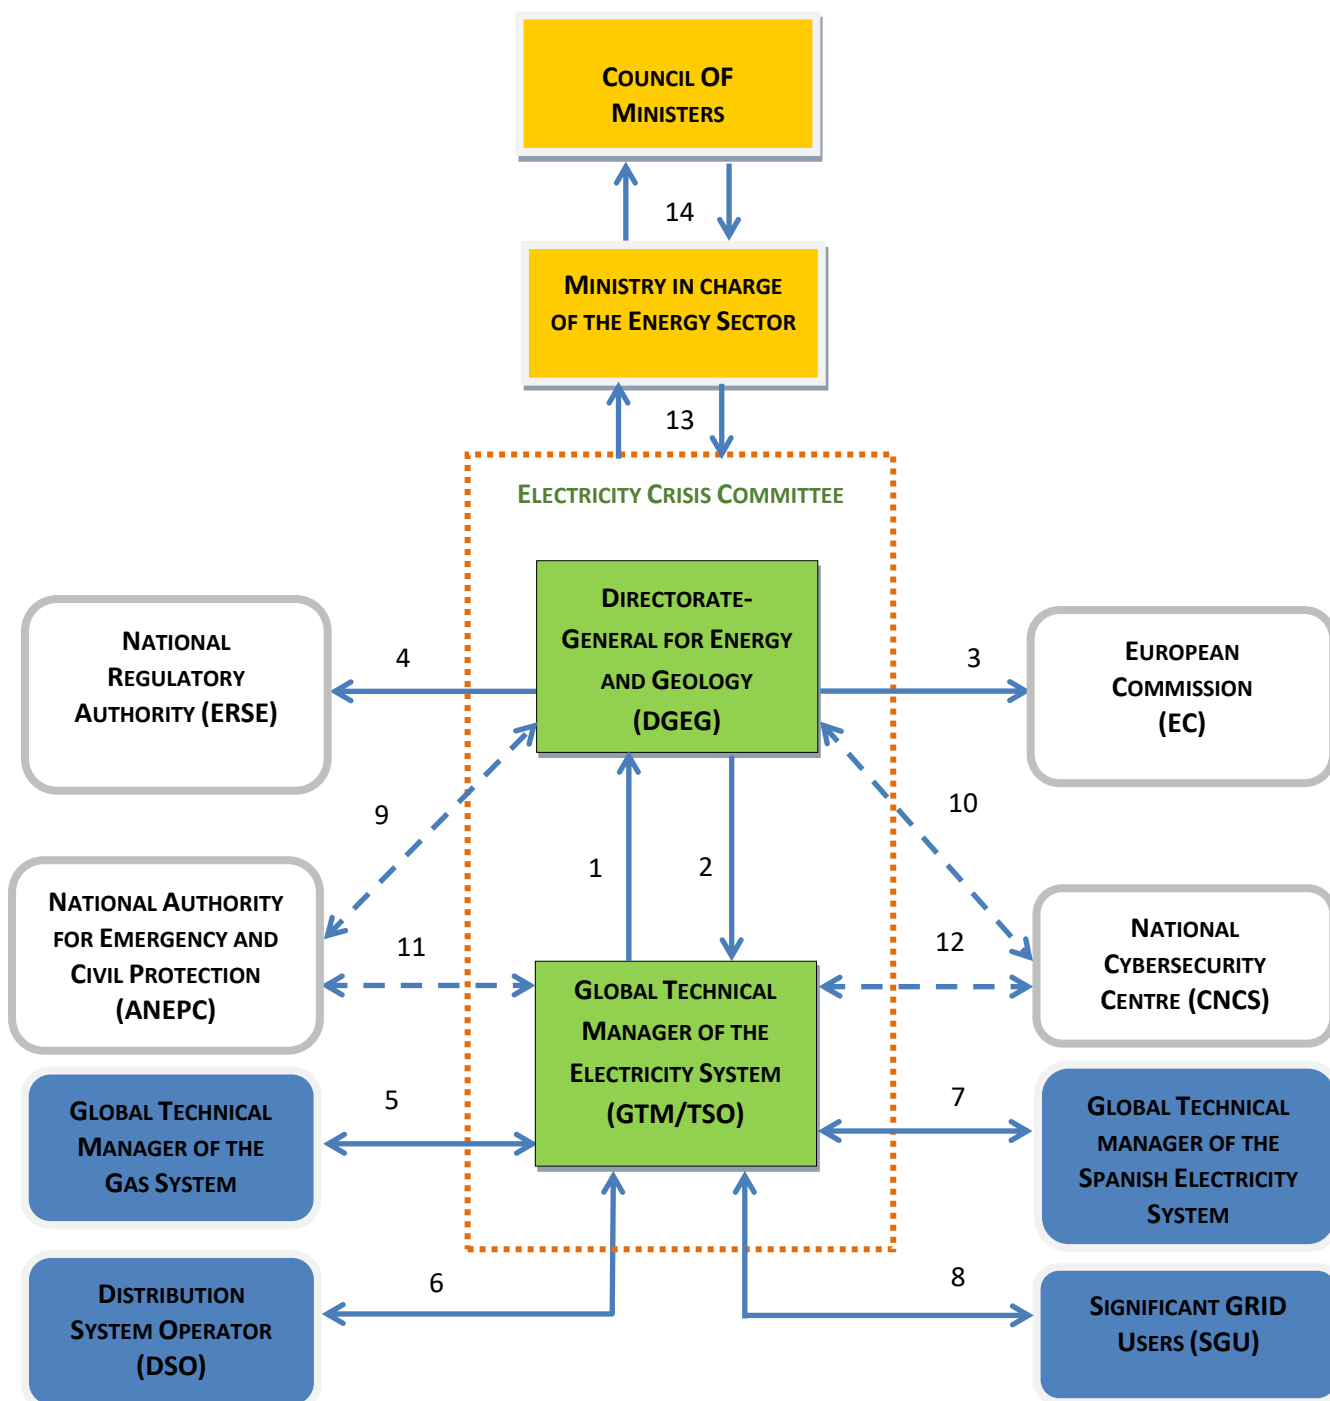 COUNCIL OF
MINISTERS
14
MINISTRY IN CHARGE
OF THE ENERGY SECTOR
13
ELECTRICITY CRISIS COMMITTEE
DIRECTORATE-
GENERAL FOR ENERGY
AND GEOLOGY
(DGEG)
NATIONAL
REGULATORY
AUTHORITY (ERSE)
4
3
EUROPEAN
COMMISSION
(EC)
9
10
1
2
NATIONAL AUTHORITY
FOR EMERGENCY AND
CIVIL PROTECTION
(ANEPC)
11
12
NATIONAL
CYBERSECURITY
CENTRE (CNCS)
GLOBAL TECHNICAL
MANAGER OF THE
ELECTRICITY SYSTEM
(GTM/TSO)
GLOBAL TECHNICAL
MANAGER OF THE
GAS SYSTEM
5
7
GLOBAL TECHNICAL
MANAGER OF THE
SPANISH ELECTRICITY
SYSTEM
DISTRIBUTION
SYSTEM OPERATOR
(DSO)
6
8
SIGNIFICANT GRID
USERS (SGU)